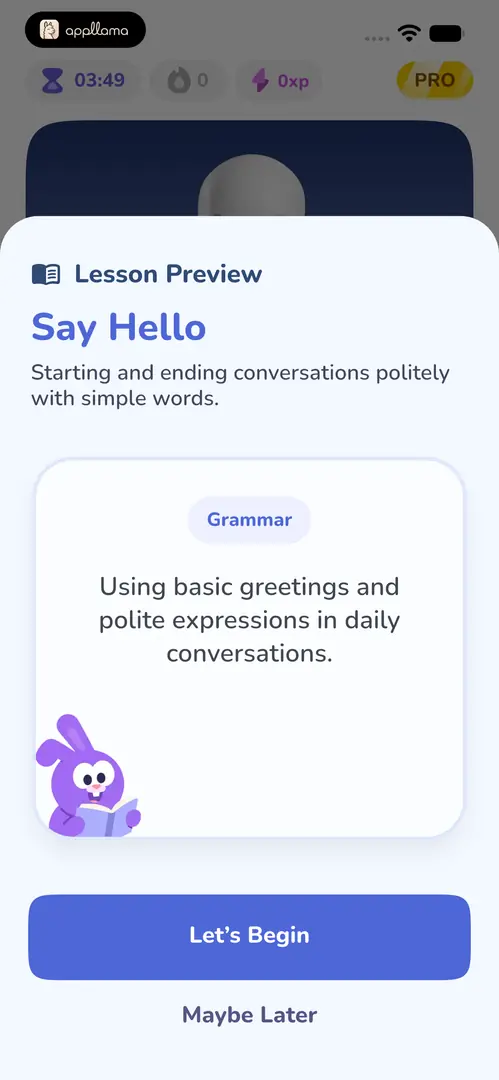 appllama
03:49
0
0xp
PRO
Lesson Preview
Say Hello
Starting and ending conversations politely
with simple words.
Grammar
Using basic greetings and
polite expressions in daily
conversations.
Let’s Begin
Maybe Later